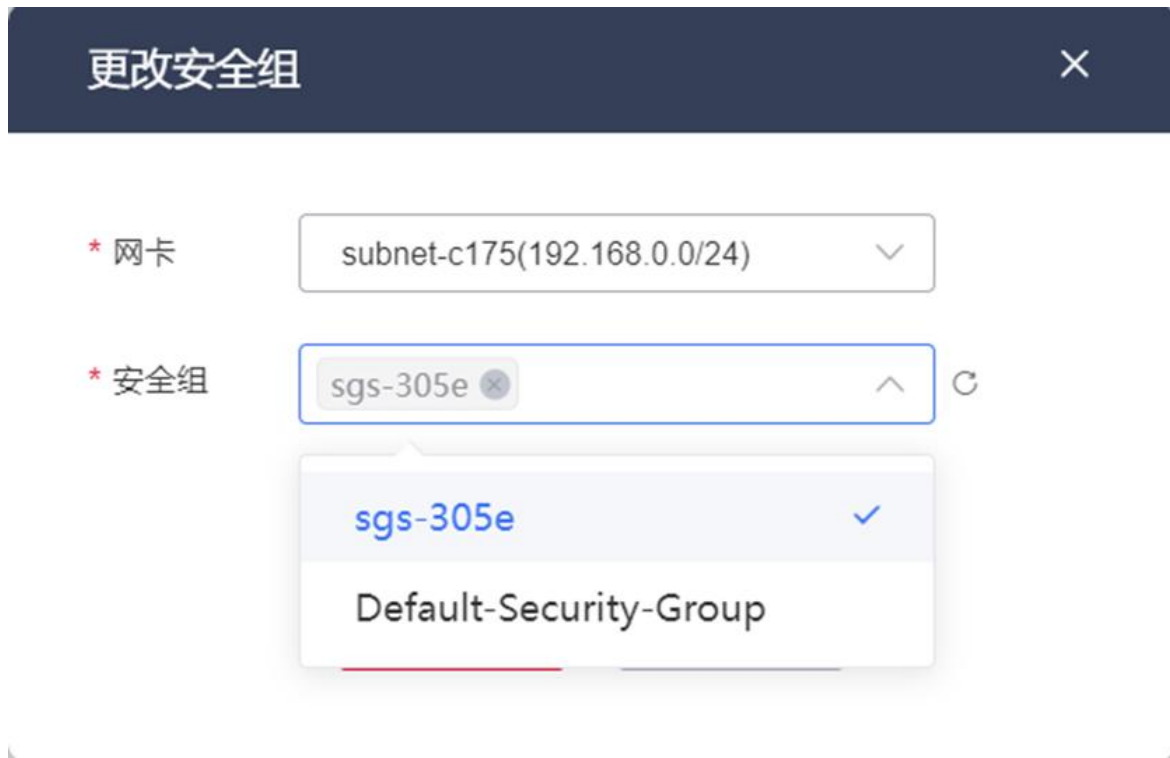 更改安全组
* 网卡 subnet-c175(192.168.0.0/24)
* 安全组 sgs-305e
sgs-305e
Default-Security-Group